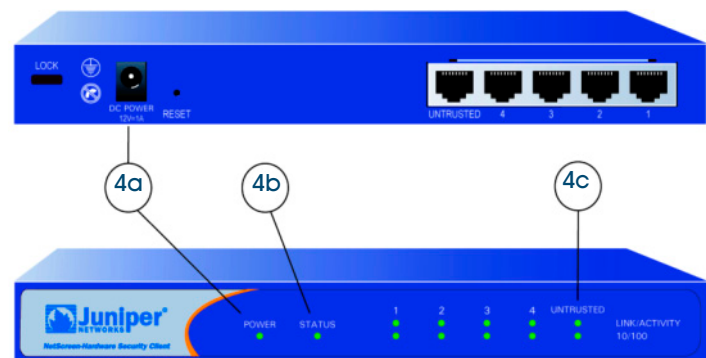 LOCK
DC POWER
12V=1A
RESET
UNTRUSTED 4 3 2 1
4a 4b 4c
Juniper®
NETWORKS
NetScreen-Hardware Security Client
POWER STATUS 1 2 3 4 UNTRUSTED
LINK/ACTIVITY
10/100